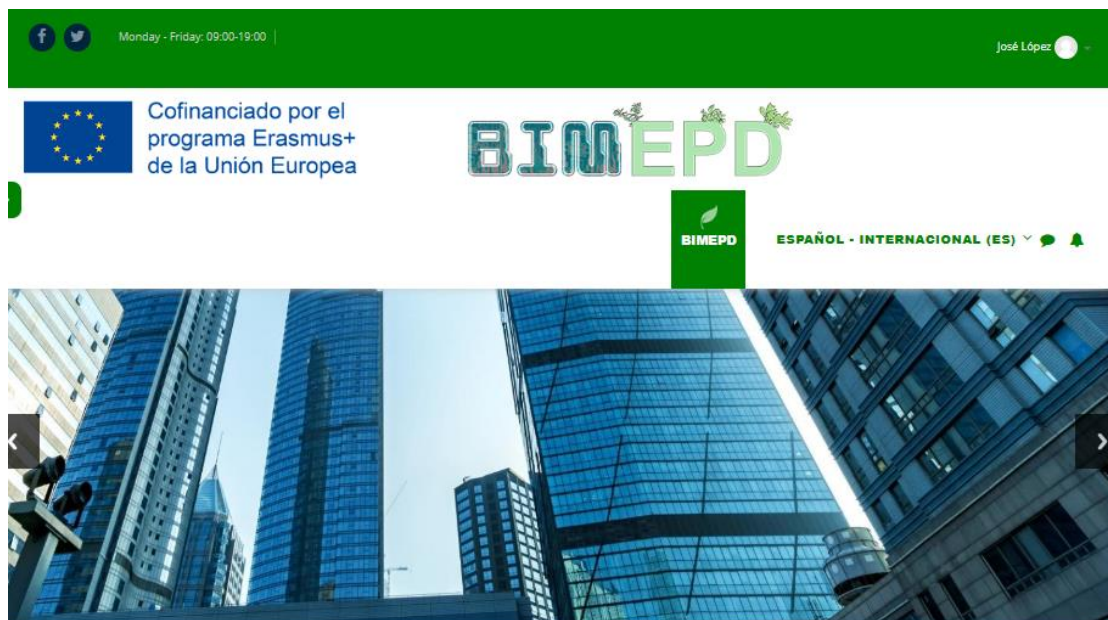 Monday - Friday: 09:00-19:00
José López
Cofinanciado por el
programa Erasmus+
de la Unión Europea
BIMEPD
BIMEPD
ESPAÑOL - INTERNACIONAL (ES)